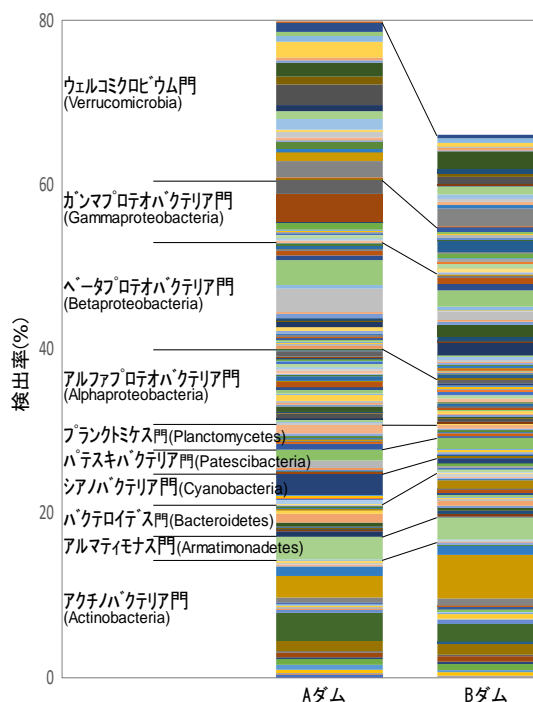 80
ウェルコミクロビウム門
(Verrucomicrobia)
60
ガンマプロテオバクテリア門
(Gammaproteobacteria)
ベータプロテオバクテリア門
(Betaproteobacteria)
40
検出率(%)
アルファプロテオバクテリア門
(Alphaproteobacteria)
プランクトミケス門(Planctomycetes)
パテスキバクテリア門(Patescibacteria)
シアノバクテリア門(Cyanobacteria)
20
バクテロイデス門(Bacteroidetes)
アルマティモナス門(Armatimonadetes)
アクチノバクテリア門
(Actinobacteria)
0
Aダム
Bダム